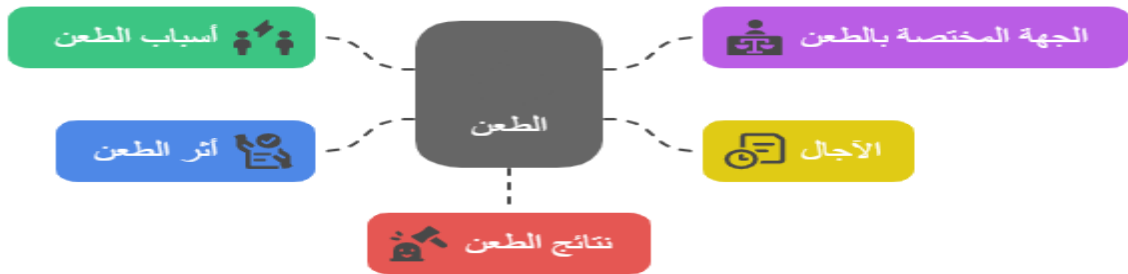 الجهة المختصة بالطعن
أسباب الطعن
الطعن
الآجال
أثر الطعن
نتائج الطعن